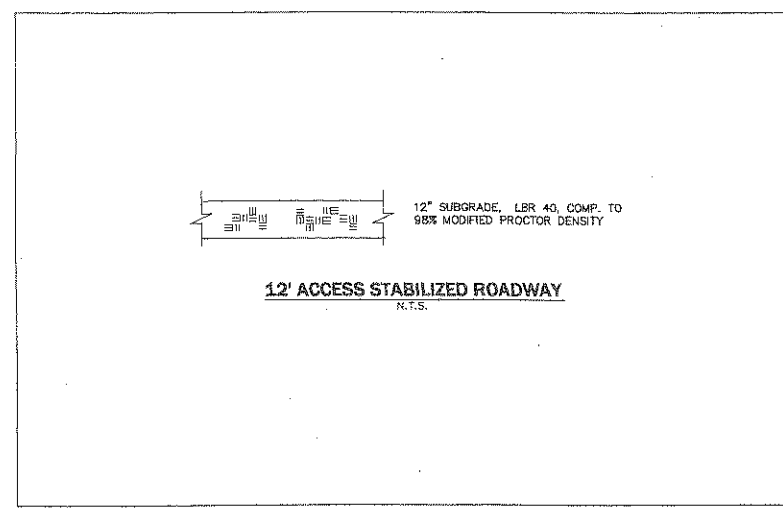 12" SUBGRADE, LBR 40, COMP. TO
98% MODIFIED PROCTOR DENSITY
12' ACCESS STABILIZED ROADWAY
N.T.S.